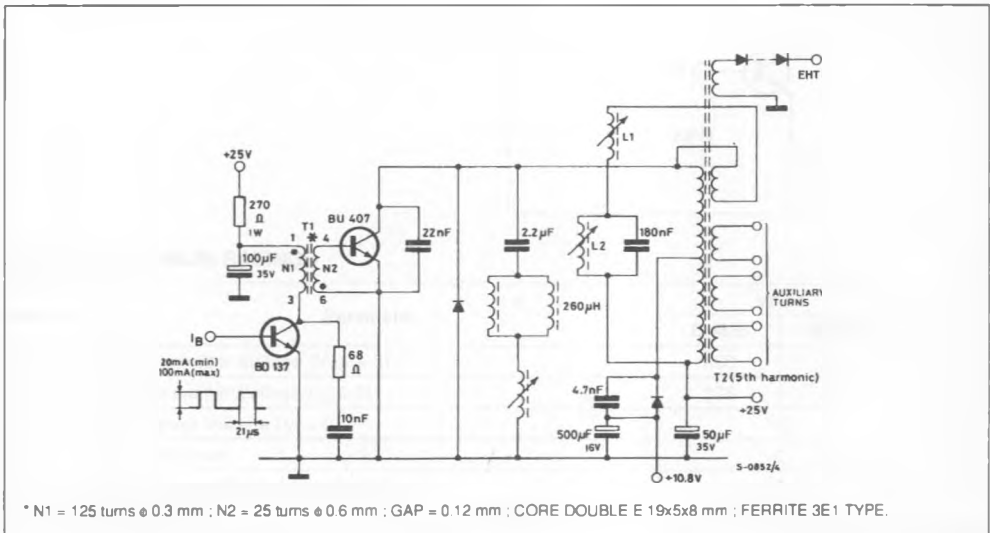 EHT
L1
+25V
270
Ω
1W
T1
*
BU 407
1
4
N1
N2
22nF
2.2µF
L2
180nF
100µF
35V
3
6
260µH
AUXILIARY
TURNS
IB
BD 137
68
Ω
20mA(min)
100mA(max)
T2(5th harmonic)
4.7nF
+25V
10nF
21µs
500µF
16V
50µF
35V
S-0852/4
+10.8V
* N1 = 125 turns ø 0.3 mm ; N2 = 25 turns ø 0.6 mm ; GAP = 0.12 mm ; CORE DOUBLE E 19x5x8 mm ; FERRITE 3E1 TYPE.